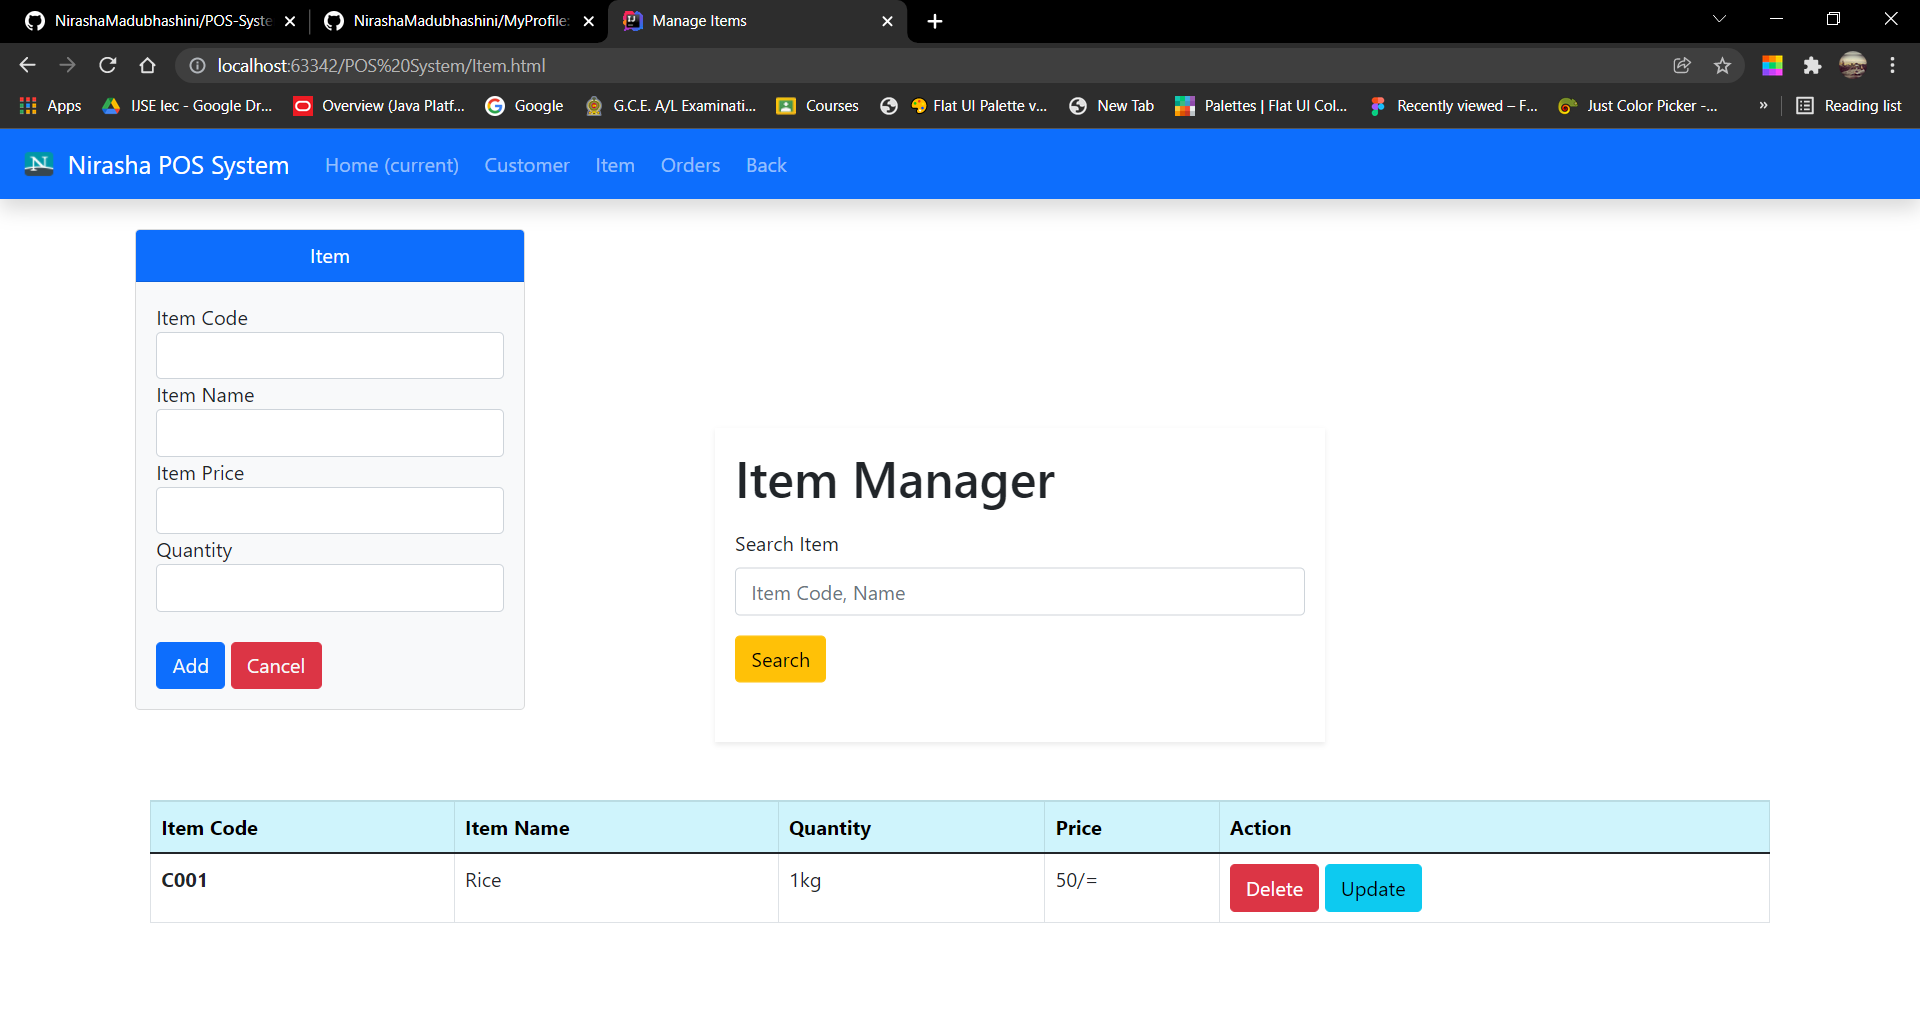 NirashaMadubhashini/POS-Syste
NirashaMadubhashini/MyProfile:
Manage Items
localhost:63342/POS%20System/Item.html
Apps
IJSE lec - Google Dr...
Overview (Java Platf...
Google
G.C.E. A/L Examinati...
Courses
Flat UI Palette v...
New Tab
Palettes | Flat UI Col...
Recently viewed – F...
Just Color Picker -...
»
Reading list
N Nirasha POS System
Home (current)
Customer
Item
Orders
Back
Item
Item Code
Item Name
Item Price
Quantity
Add Cancel
Item Manager
Search Item
Item Code, Name
Search
Item Code Item Name Quantity Price Action
C001 Rice 1kg 50/= Delete Update